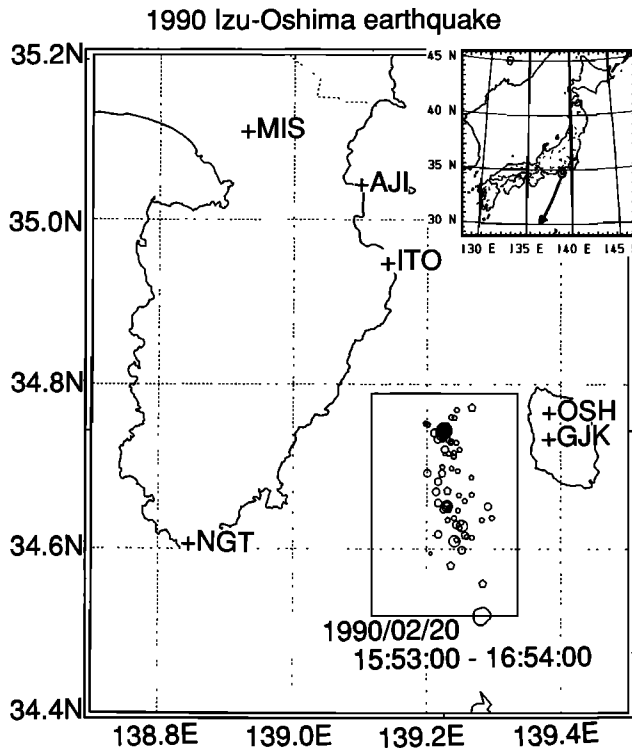 1990 Izu-Oshima earthquake
35.2N
35.0N
34.8N
34.6N
34.4N
138.8E
139.0E
139.2E
139.4E
+MIS
+AJI
+ITO
+OSH
+GJK
+NGT
1990/02/20
15:53:00 - 16:54:00
45 N
40 N
35 N
30 N
130 E
135 E
140 E
145